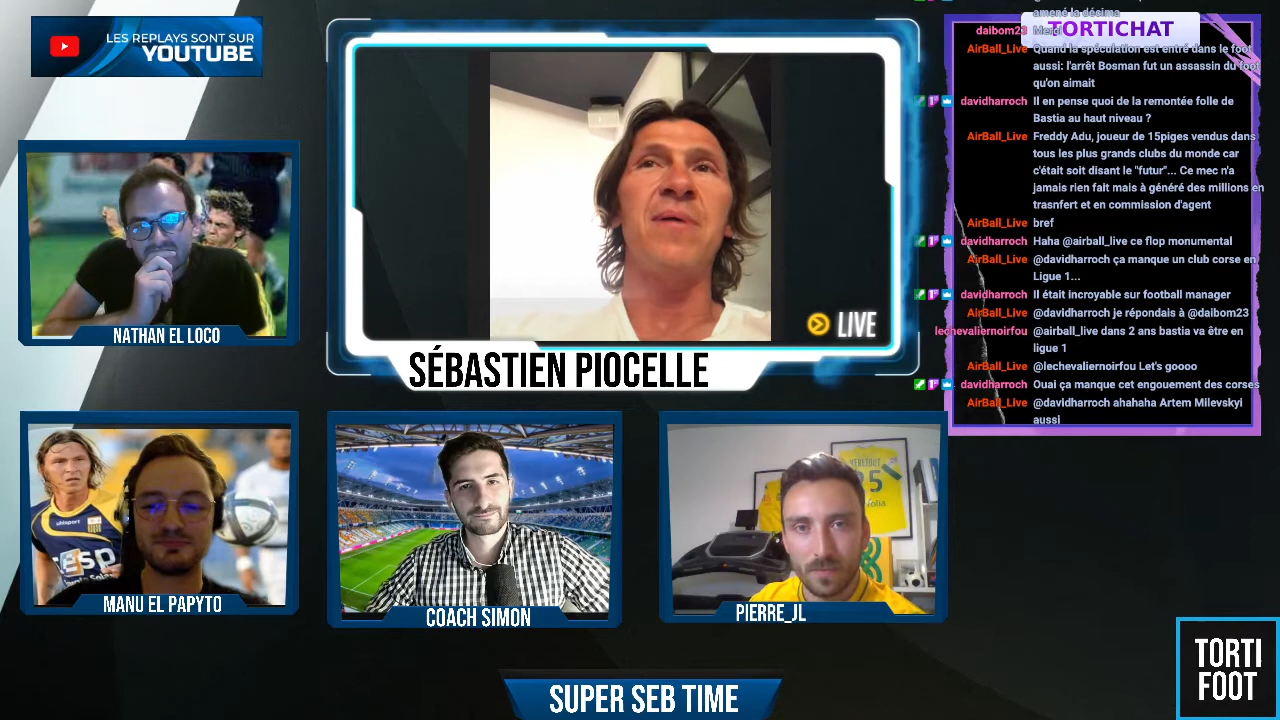 LES REPLAYS SONT SUR
YOUTUBE
LIVE
SÉBASTIEN PIOCELLE
NATHAN EL LOCO
uhlsport
MANU EL PAPYTO
COACH SIMON
PIERRE_JL
SUPER SEB TIME
TORTI
FOOT
TORTICHAT
amené la décima
daibom23 Merci
AirBall_Live Quand la spéculation est entré dans le foot
aussi: l'arrêt Bosman fut un assassin du foot
qu'on aimait
davidharroch Il en pense quoi de la remontée folle de
Bastia au haut niveau ?
AirBall_Live Freddy Adu, joueur de 15piges vendus dans
tous les plus grands clubs du monde car
c'était soit disant le "futur"... Ce mec n'a
jamais rien fait mais à généré des millions en
trasnfert et en commission d'agent
AirBall_Live bref
davidharroch Haha @airball_live ce flop monumental
AirBall_Live @davidharroch ça manque un club corse en
Ligue 1...
davidharroch Il était incroyable sur football manager
AirBall_Live @davidharroch je répondais à @daibom23
lechevaliernoirfou @airball_live dans 2 ans bastia va être en
ligue 1
AirBall_Live @lechevaliernoirfou Let's goooo
davidharroch Ouai ça manque cet engouement des corses
AirBall_Live @davidharroch ahahaha Artem Milevskyi
aussi